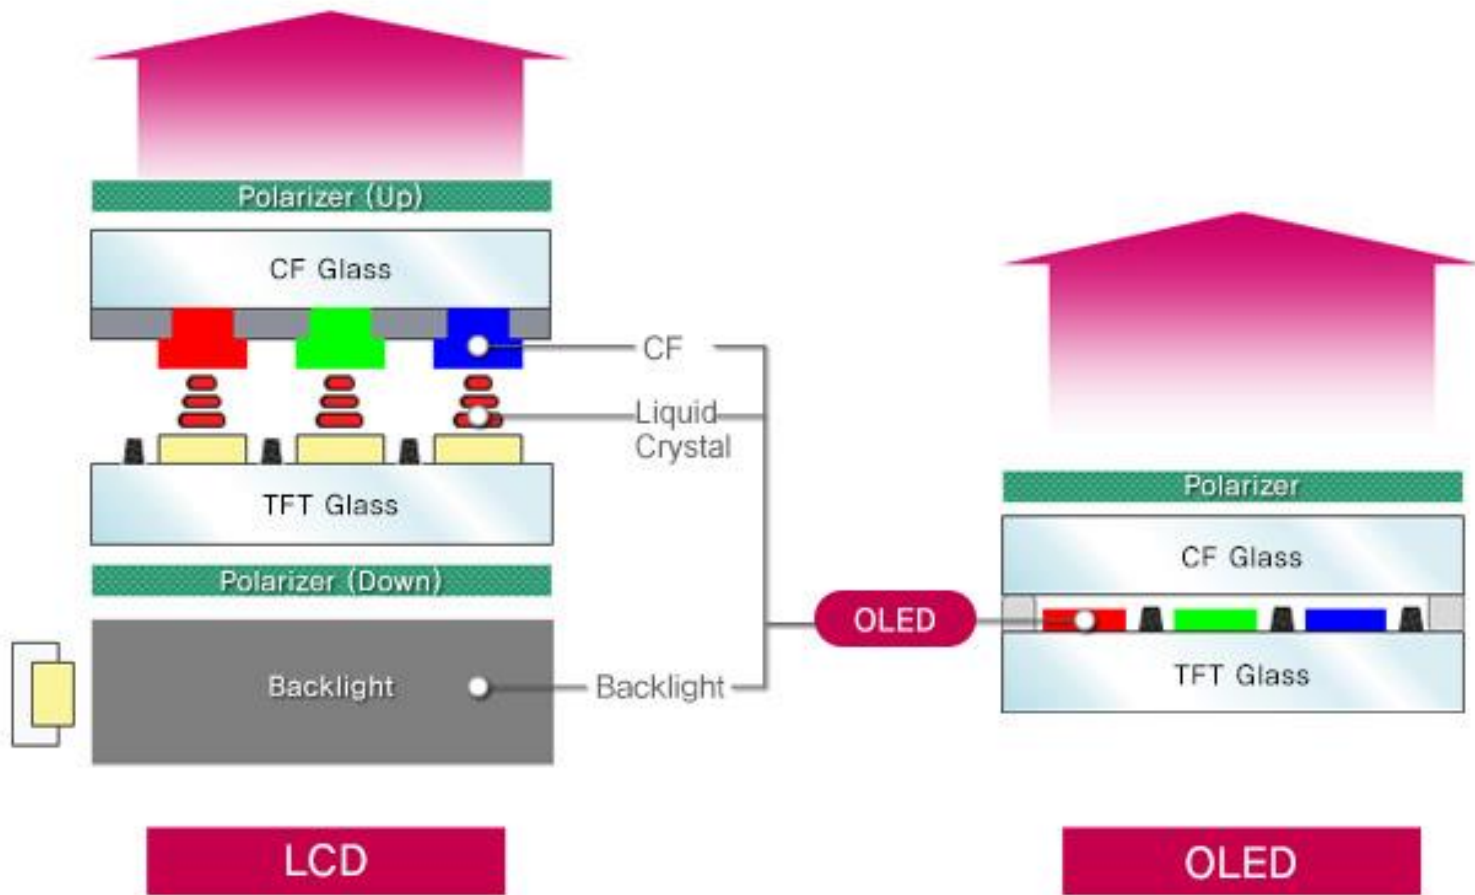 Polarizer (Up)
CF Glass
CF
Liquid
Crystal
TFT Glass
Polarizer (Down)
Backlight
Backlight
LCD
OLED
Polarizer
CF Glass
TFT Glass
OLED